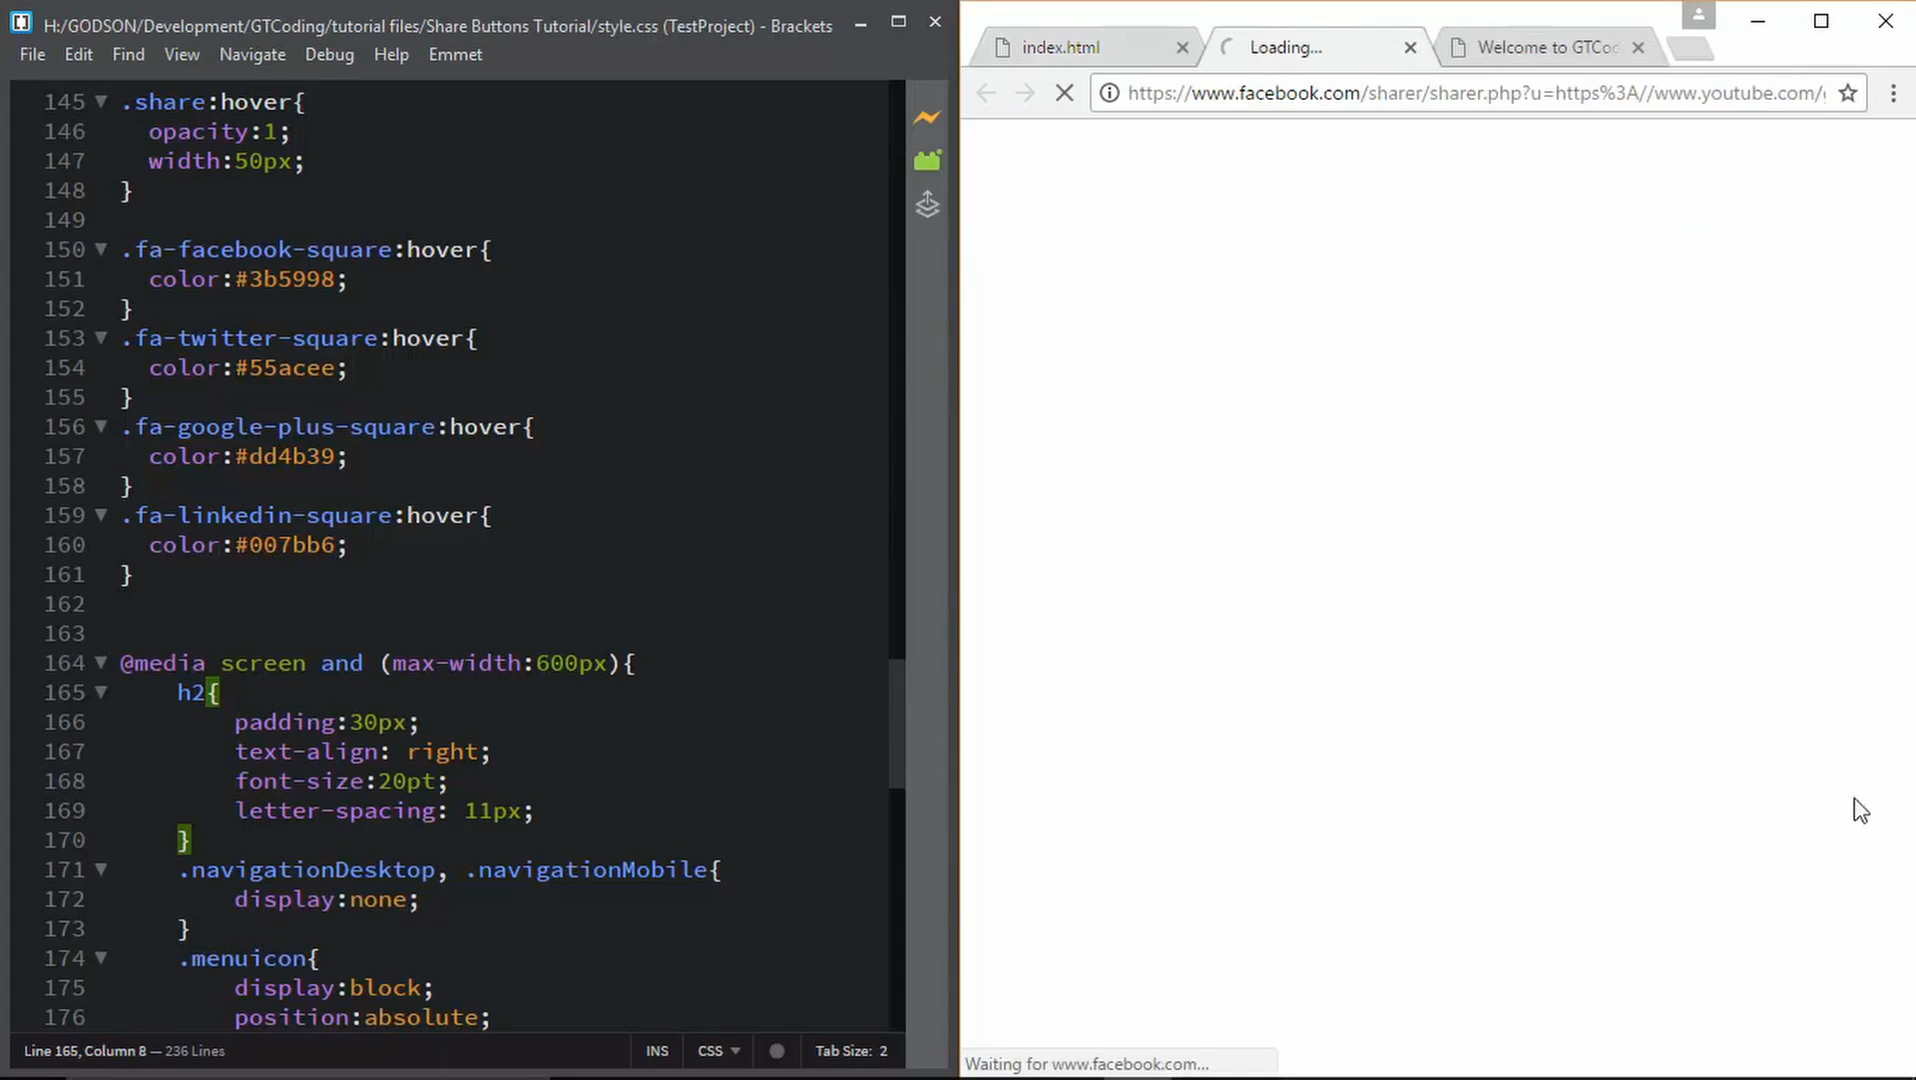 H:/GODSON/Development/GTCoding/tutorial files/Share Buttons Tutorial/style.css (TestProject) - Brackets
File Edit Find View Navigate Debug Help Emmet
145 .share:hover{
146 opacity:1;
147 width:50px;
148 }
149
150 .fa-facebook-square:hover{
151 color:#3b5998;
152 }
153 .fa-twitter-square:hover{
154 color:#55acee;
155 }
156 .fa-google-plus-square:hover{
157 color:#dd4b39;
158 }
159 .fa-linkedin-square:hover{
160 color:#007bb6;
161 }
162
163
164 @media screen and (max-width:600px){
165 h2{
166 padding:30px;
167 text-align: right;
168 font-size:20pt;
169 letter-spacing: 11px;
170 }
171 .navigationDesktop, .navigationMobile{
172 display:none;
173 }
174 .menuicon{
175 display:block;
176 position:absolute;
Line 165, Column 8 — 236 Lines
INS CSS Tab Size: 2
index.html Loading... Welcome to GTCod
https://www.facebook.com/sharer/sharer.php?u=https%3A//www.youtube.com/
Waiting for www.facebook.com...